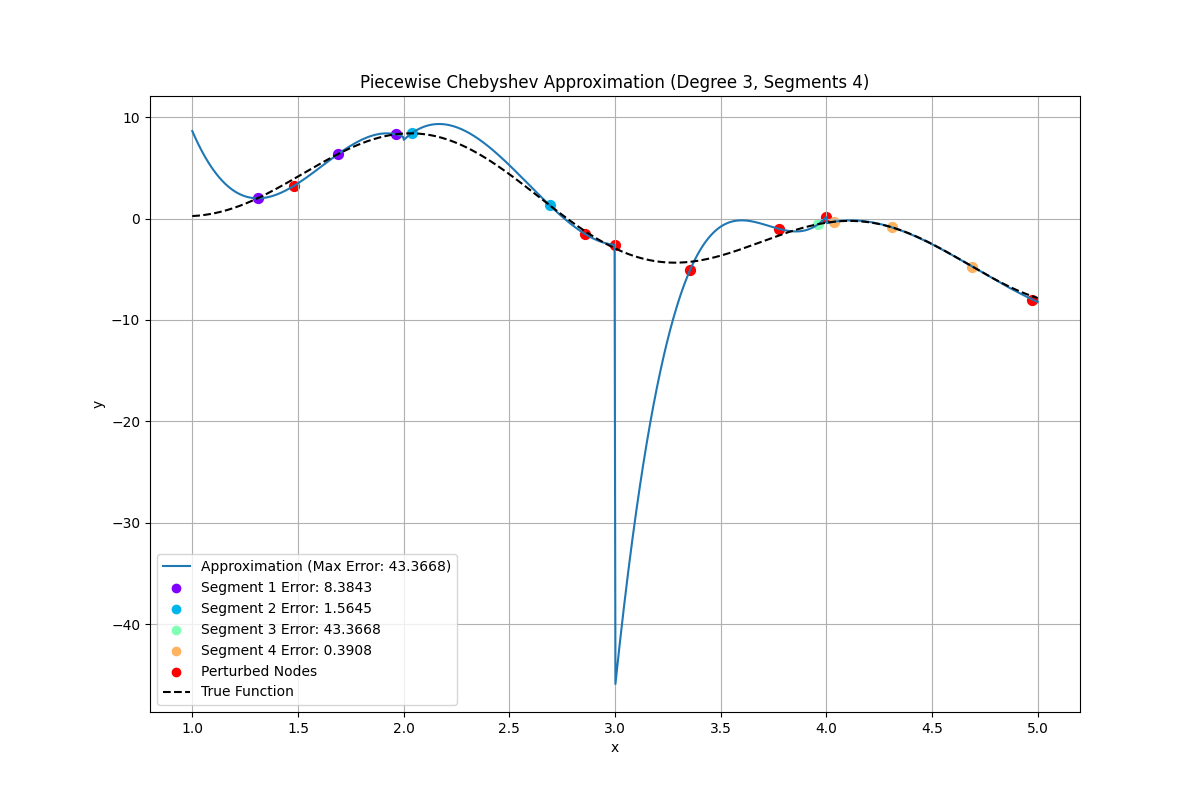 Piecewise Chebyshev Approximation (Degree 3, Segments 4)
10
0
−10
−20
−30
−40
y
Approximation (Max Error: 43.3668)
Segment 1 Error: 8.3843
Segment 2 Error: 1.5645
Segment 3 Error: 43.3668
Segment 4 Error: 0.3908
Perturbed Nodes
True Function
1.0 1.5 2.0 2.5 3.0 3.5 4.0 4.5 5.0
x